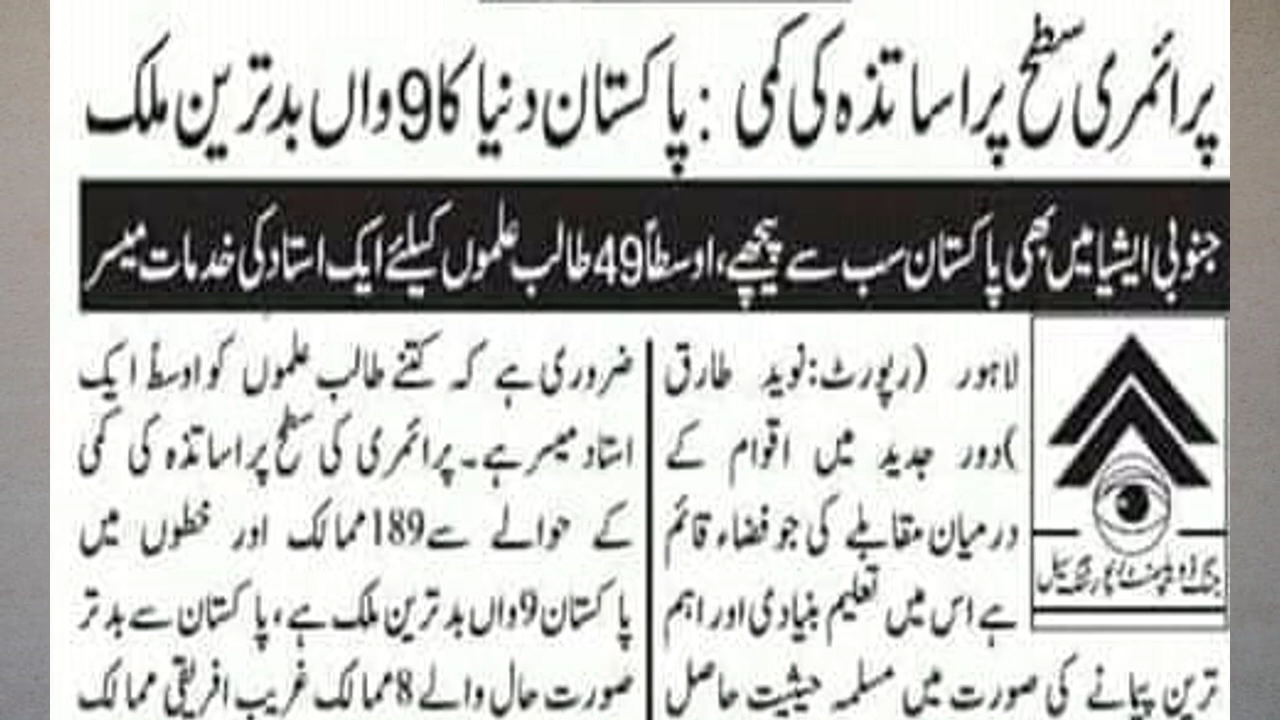 پرائمری سطح پر اساتذہ کی کمی : پاکستان دنیا کا 9 واں بدترین ملک
جنوبی ایشیا میں بھی پاکستان سب سے پیچھے، اوسطاً 49 طالب علموں کیلئے ایک استاد کی خدمات میسر
لاہور (رپورٹ: نوید طارق
)دور جدید میں اقوام کے
درمیان مقابلے کی جو فضاء قائم
ہے اس میں تعلیم بنیادی اور اہم
ترین پیمانے کی صورت میں مسلمہ حیثیت حاصل
ضروری ہے کہ کتنے طالب علموں کو اوسطاً ایک
استاد میسر ہے۔ پرائمری کی سطح پر اساتذہ کی کمی
کے حوالے سے 189 ممالک اور خطوں میں
پاکستان 9 واں بدترین ملک ہے، پاکستان سے بدتر
صورت حال والے 8 ممالک غریب افریقی ممالک